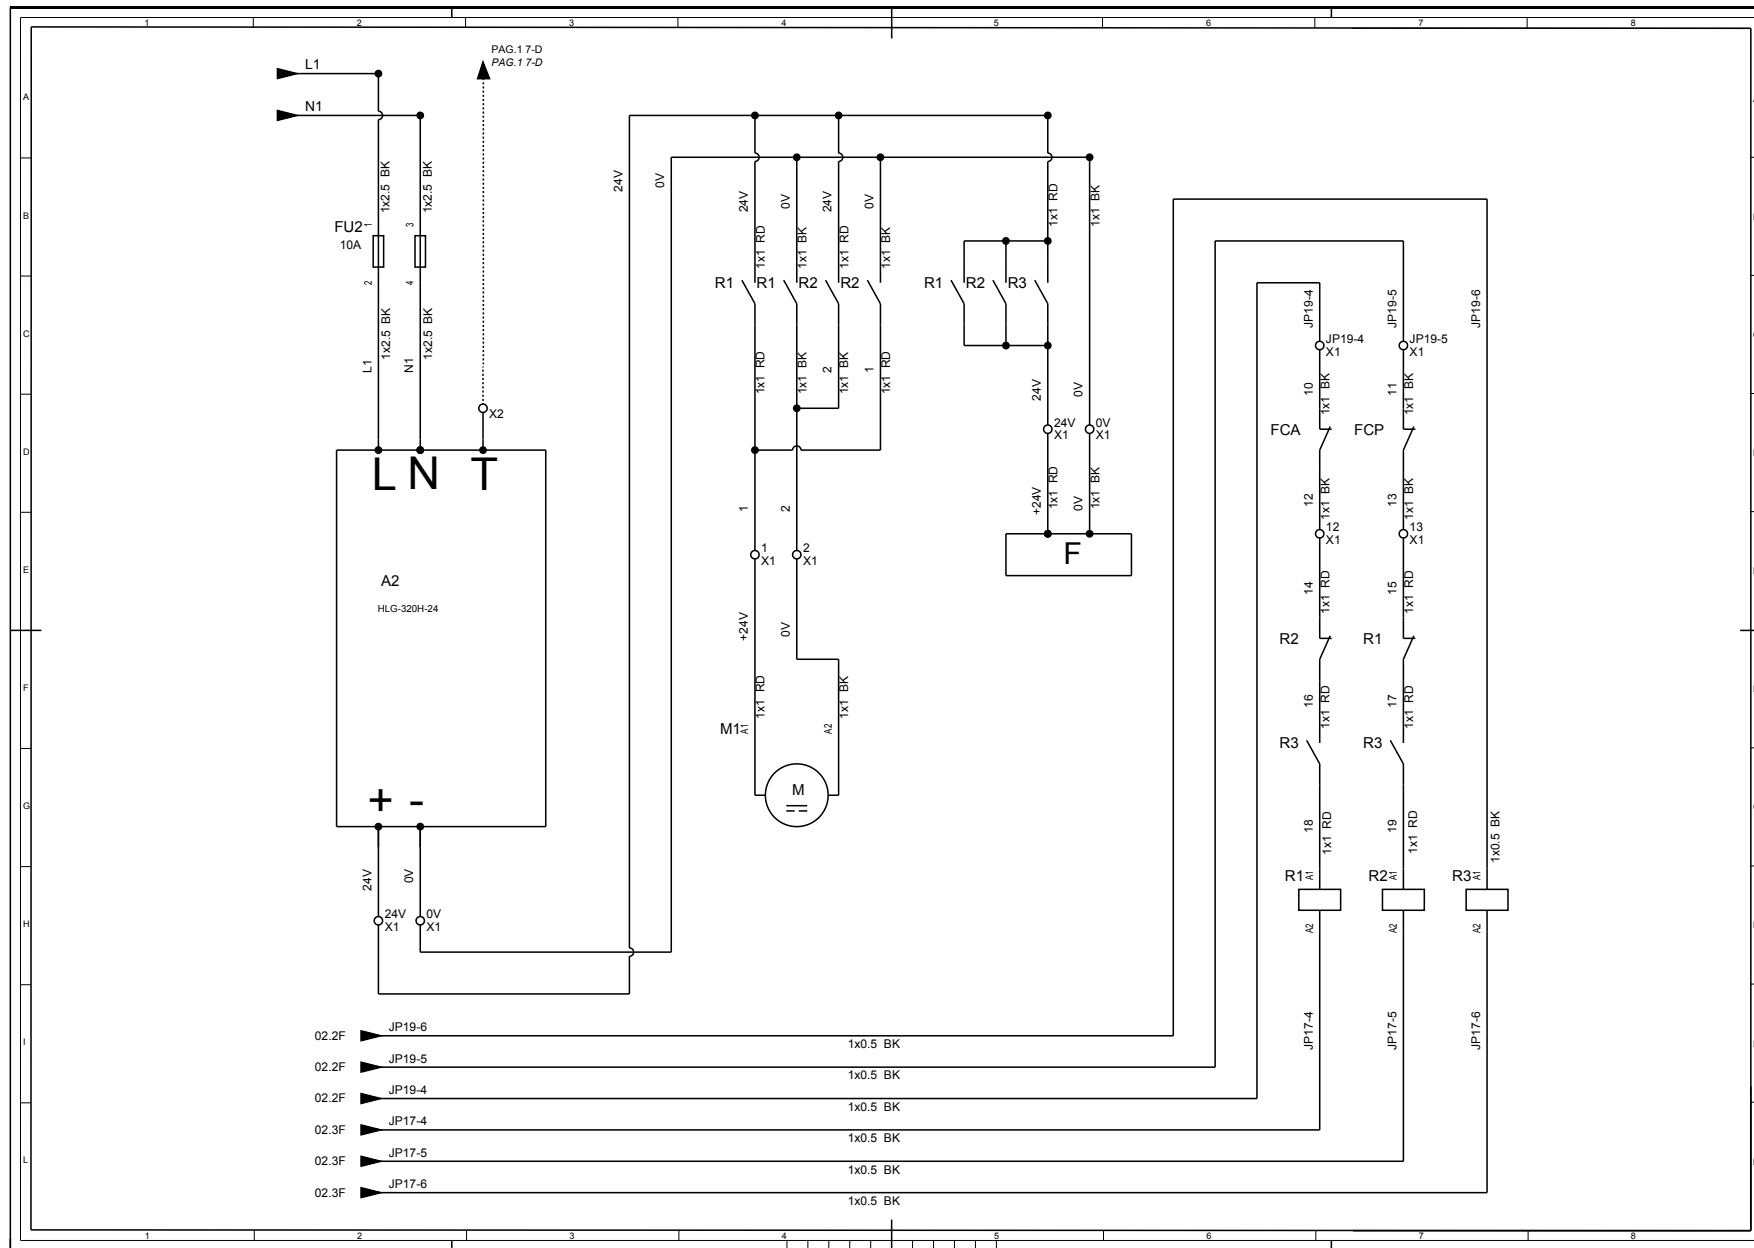 1 2 3 4 5 6 7 8
A
B
C
D
E
F
G
H
I
L
PAG.1 7-D
PAG.1 7-D
L1
N1
1x2.5 BK
1x2.5 BK
FU2
10A
1
3
2
4
1x2.5 BK
1x2.5 BK
L1
N1
X2
L N T
A2
HLG-320H-24
+ -
24V
0V
24V
X1
0V
X1
24V
0V
24V
0V
24V
0V
1x1 RD
1x1 BK
1x1 RD
1x1 BK
R1
R1
R2
R2
1x1 RD
1x1 BK
2
1x1 BK
1
1x1 RD
1
2
1
X1
2
X1
+24V
0V
1x1 RD
1x1 BK
M1
A1
A2
M
1x1 RD
1x1 BK
R1
R2
R3
24V
0V
24V
X1
0V
X1
+24V
1x1 RD
0V
1x1 BK
F
JP19-4
JP19-5
JP19-6
JP19-4
X1
JP19-5
X1
10
1x1 BK
11
1x1 BK
FCA
FCP
12
1x1 BK
13
1x1 BK
12
X1
13
X1
14
1x1 RD
15
1x1 RD
R2
R1
16
1x1 RD
17
1x1 RD
R3
R3
18
1x1 RD
19
1x1 RD
1x0.5 BK
R1
A1
R2
A1
R3
A1
A2
A2
A2
JP17-4
JP17-5
JP17-6
02.2F JP19-6
1x0.5 BK
02.2F JP19-5
1x0.5 BK
02.2F JP19-4
1x0.5 BK
02.3F JP17-4
1x0.5 BK
02.3F JP17-5
1x0.5 BK
02.3F JP17-6
1x0.5 BK
1 2 3 4 5 6 7 8